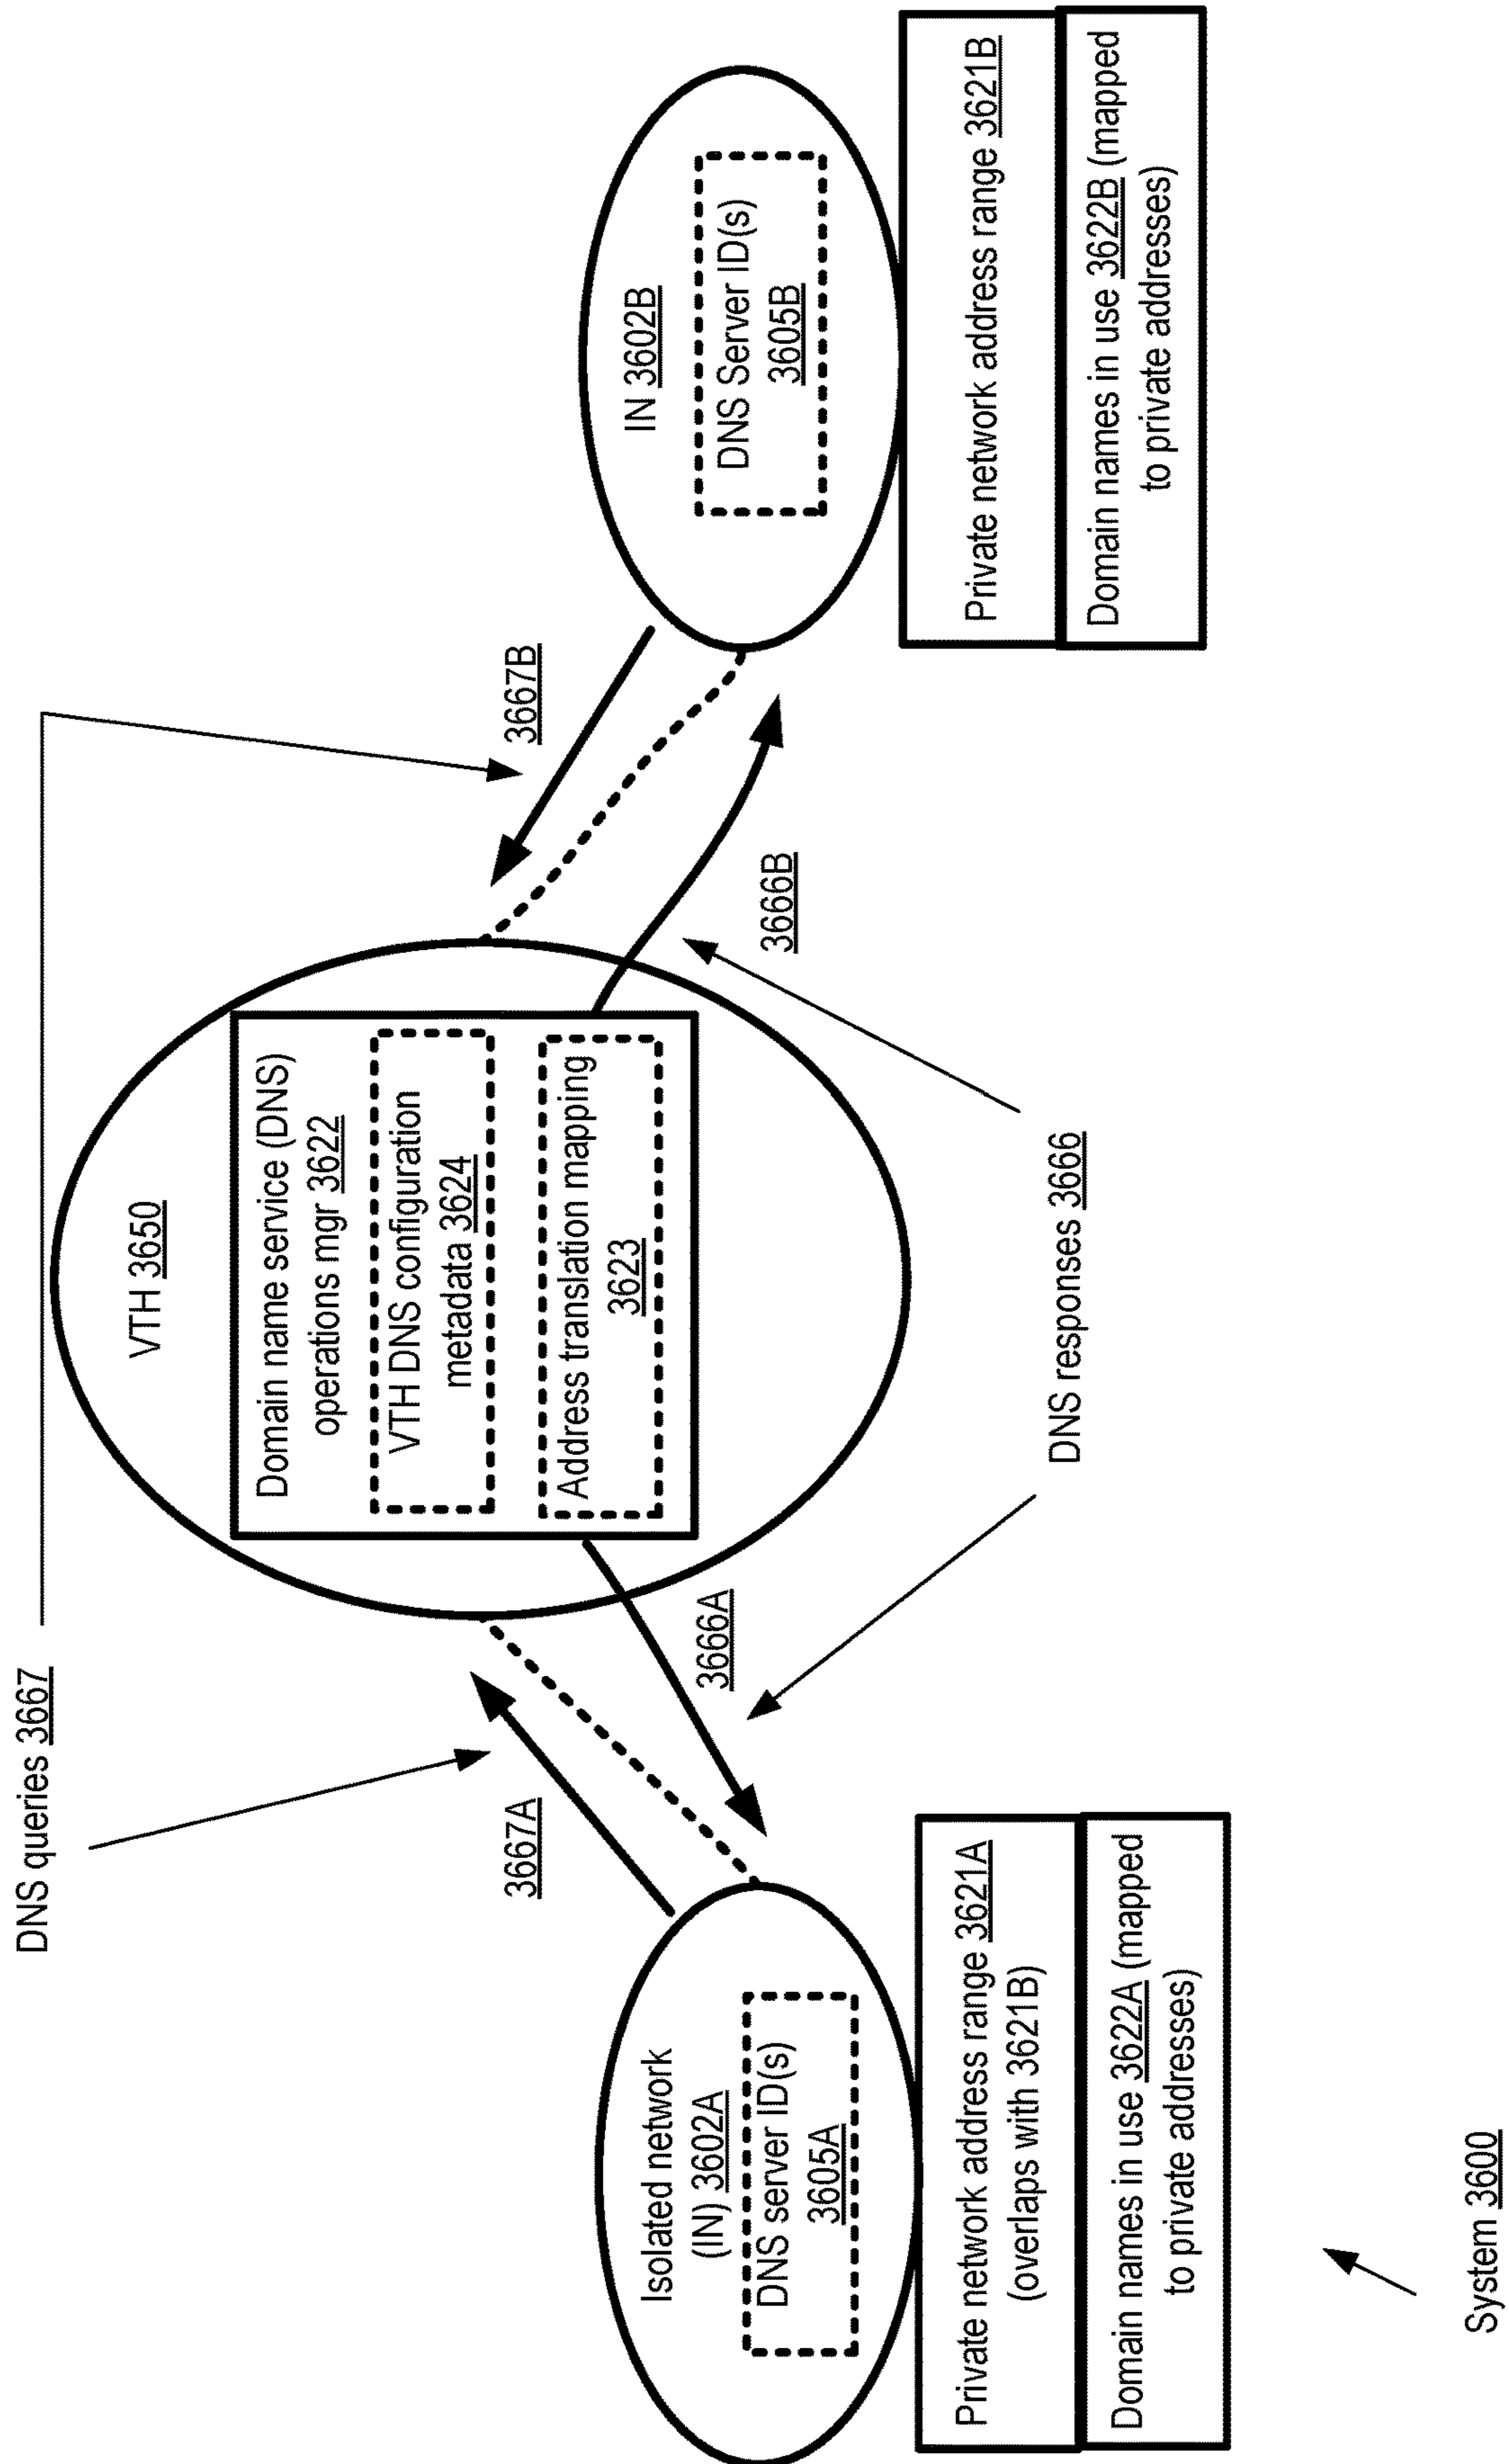 DNS queries 3667
VTH 3650
Domain name service (DNS)
operations mgr 3622
VTH DNS configuration
metadata 3624
Address translation mapping
3623
3667A
3667B
3666A
3666B
Isolated network
(IN) 3602A
DNS server ID(s)
3605A
IN 3602B
DNS Server ID(s)
3605B
Private network address range 3621A
(overlaps with 3621B)
Domain names in use 3622A (mapped
to private addresses)
Private network address range 3621B
Domain names in use 3622B (mapped
to private addresses)
DNS responses 3666
System 3600